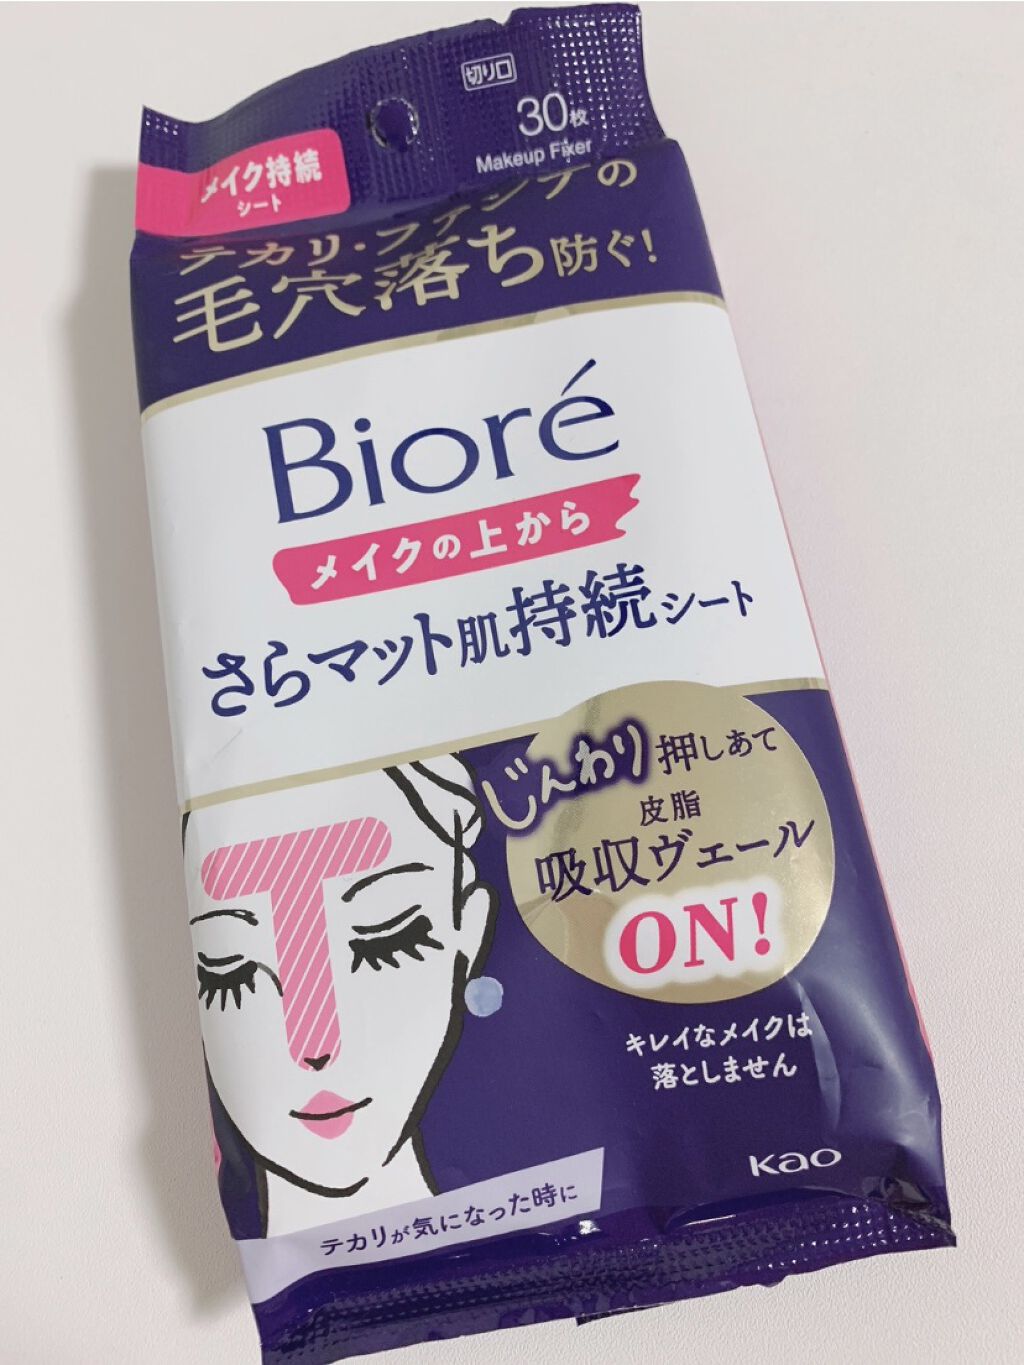 切り口
30枚
Makeup Fixer
メイク持続
シート
テカリ・ファンデの
毛穴落ち防ぐ!
Bioré
メイクの上から
さらマット肌持続シート
じんわり押しあて
皮脂
吸収ヴェール
ON!
キレイなメイクは
落としません
Kao
テカリが気になった時に